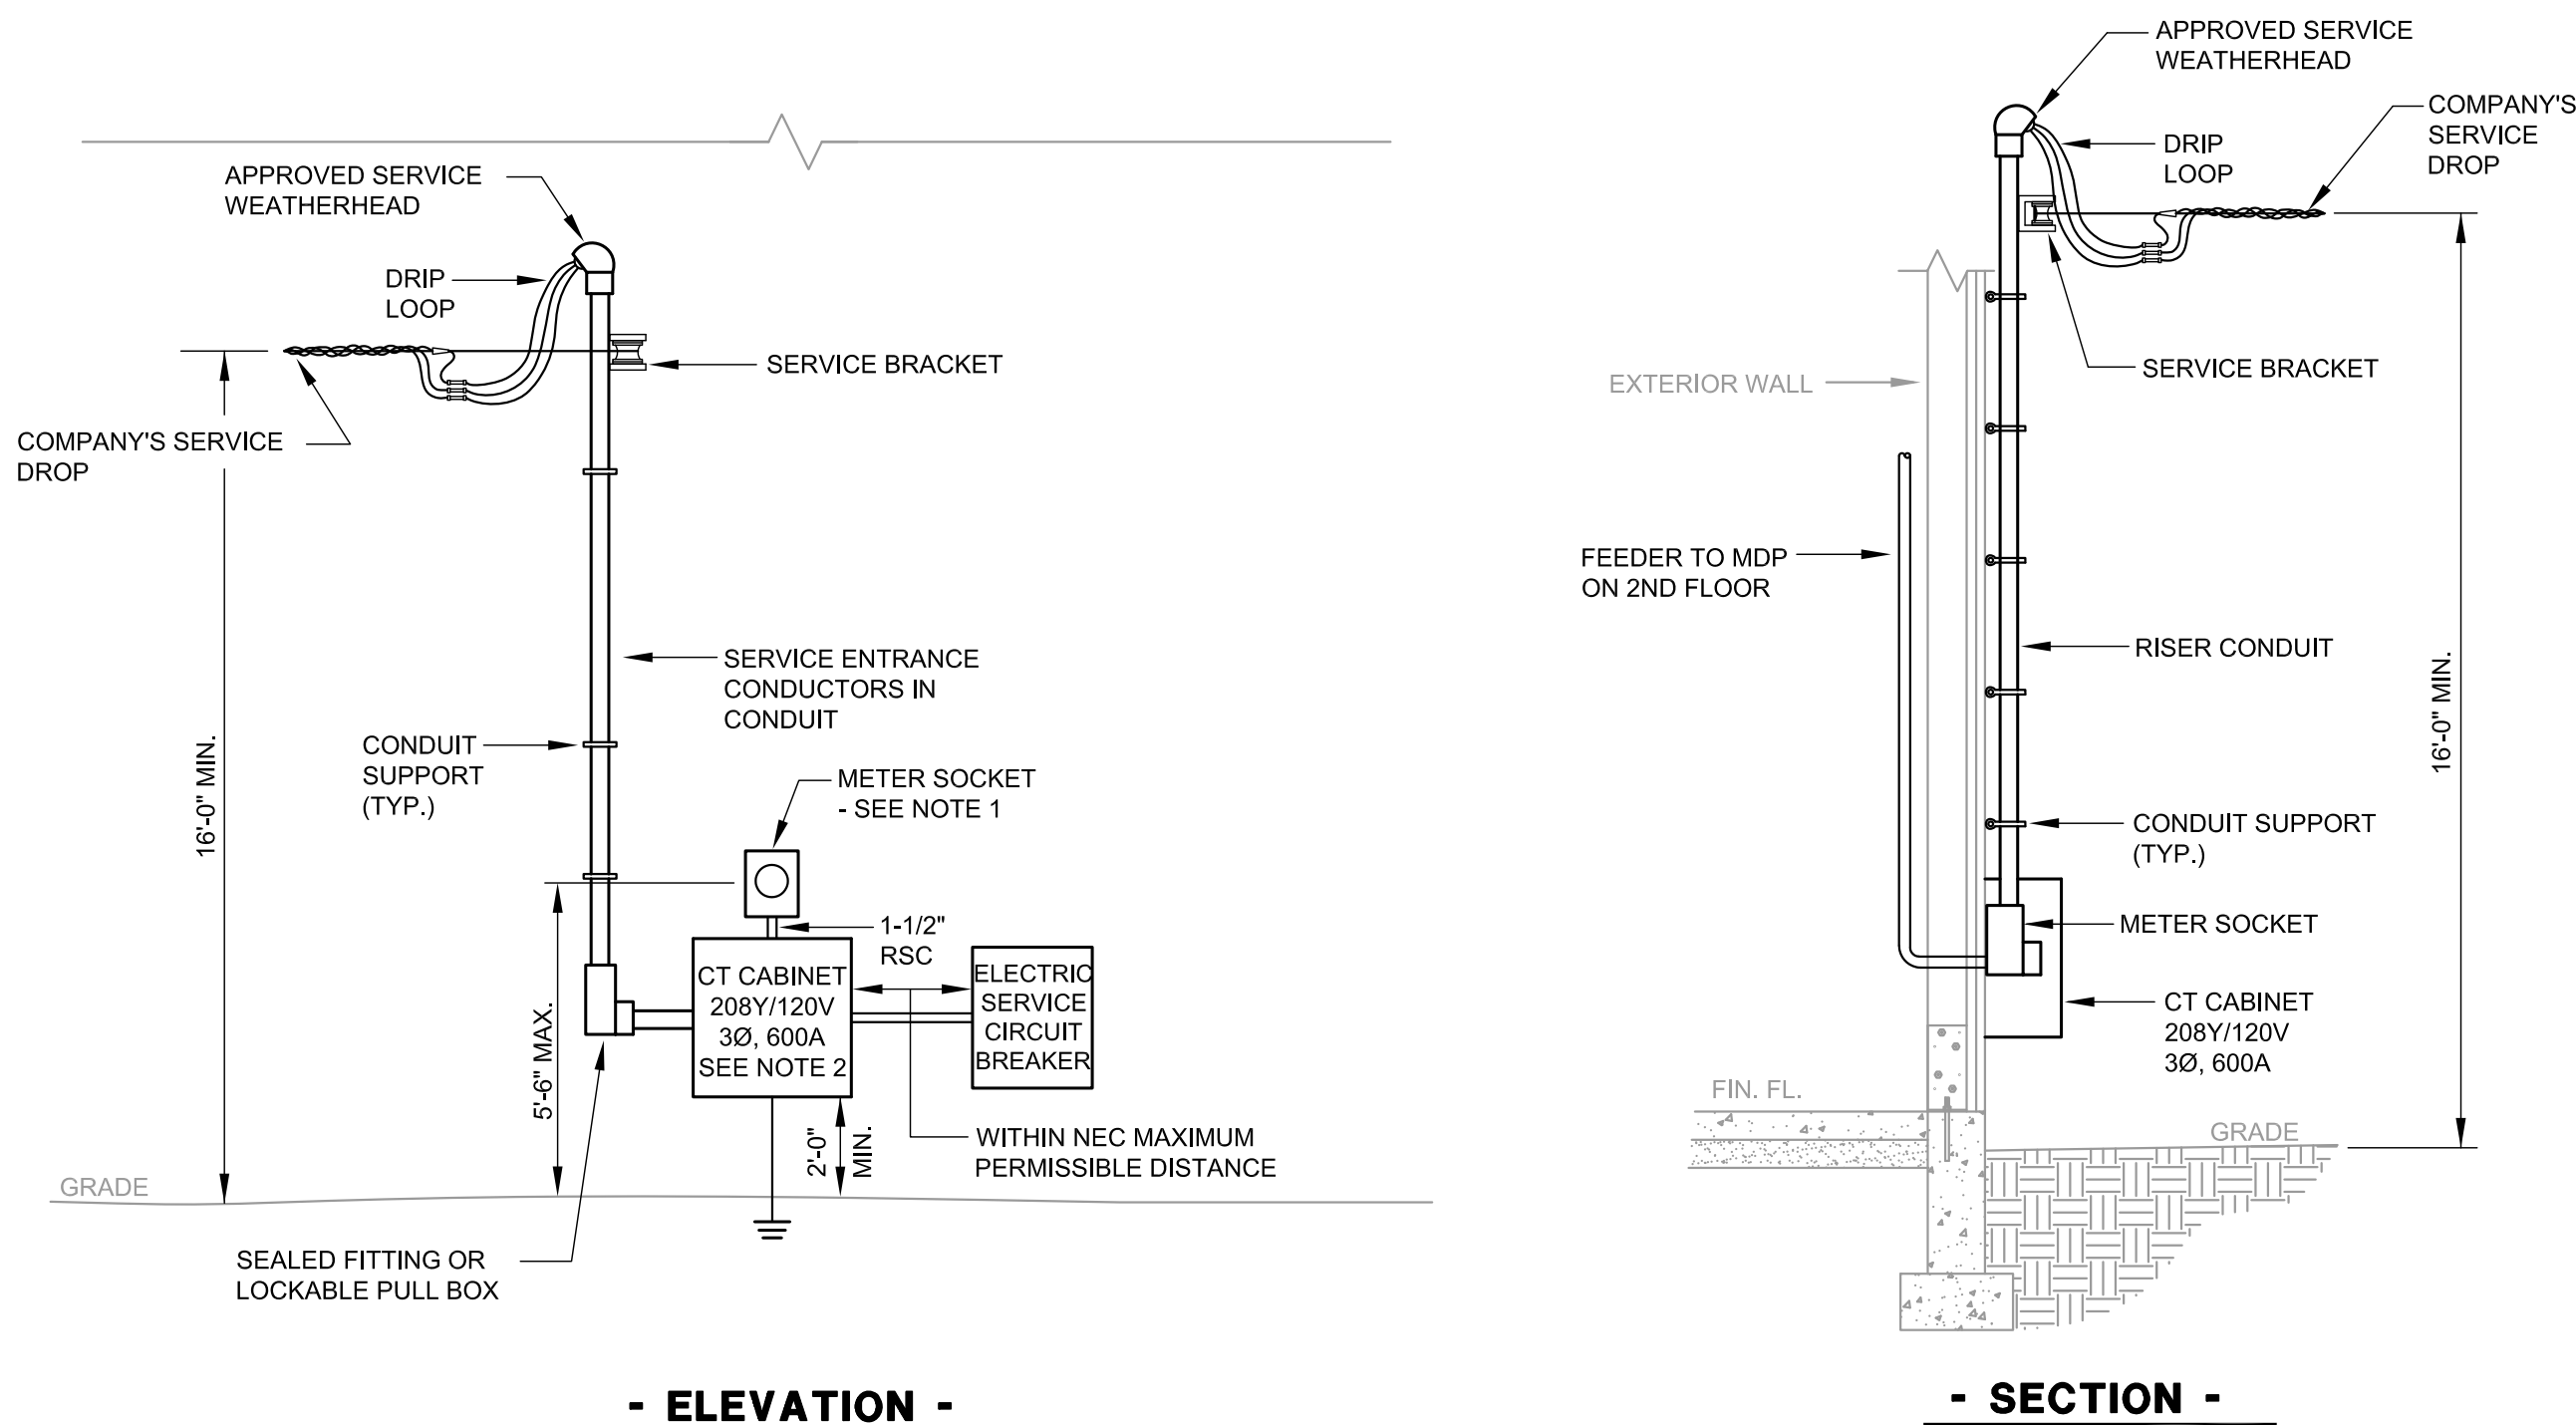 APPROVED SERVICE
WEATHERHEAD
DRIP
LOOP
SERVICE BRACKET
COMPANY'S SERVICE
DROP
SERVICE ENTRANCE
CONDUCTORS IN
CONDUIT
CONDUIT
SUPPORT
(TYP.)
16'-0" MIN.
METER SOCKET
- SEE NOTE 1
1-1/2"
RSC
CT CABINET
208Y/120V
3Ø, 600A
SEE NOTE 2
ELECTRIC
SERVICE
CIRCUIT
BREAKER
5'-6" MAX.
2'-0"
MIN.
WITHIN NEC MAXIMUM
PERMISSIBLE DISTANCE
GRADE
SEALED FITTING OR
LOCKABLE PULL BOX
- ELEVATION -
APPROVED SERVICE
WEATHERHEAD
COMPANY'S
SERVICE
DROP
DRIP
LOOP
SERVICE BRACKET
EXTERIOR WALL
FEEDER TO MDP
ON 2ND FLOOR
RISER CONDUIT
16'-0" MIN.
CONDUIT SUPPORT
(TYP.)
METER SOCKET
CT CABINET
208Y/120V
3Ø, 600A
FIN. FL.
GRADE
- SECTION -